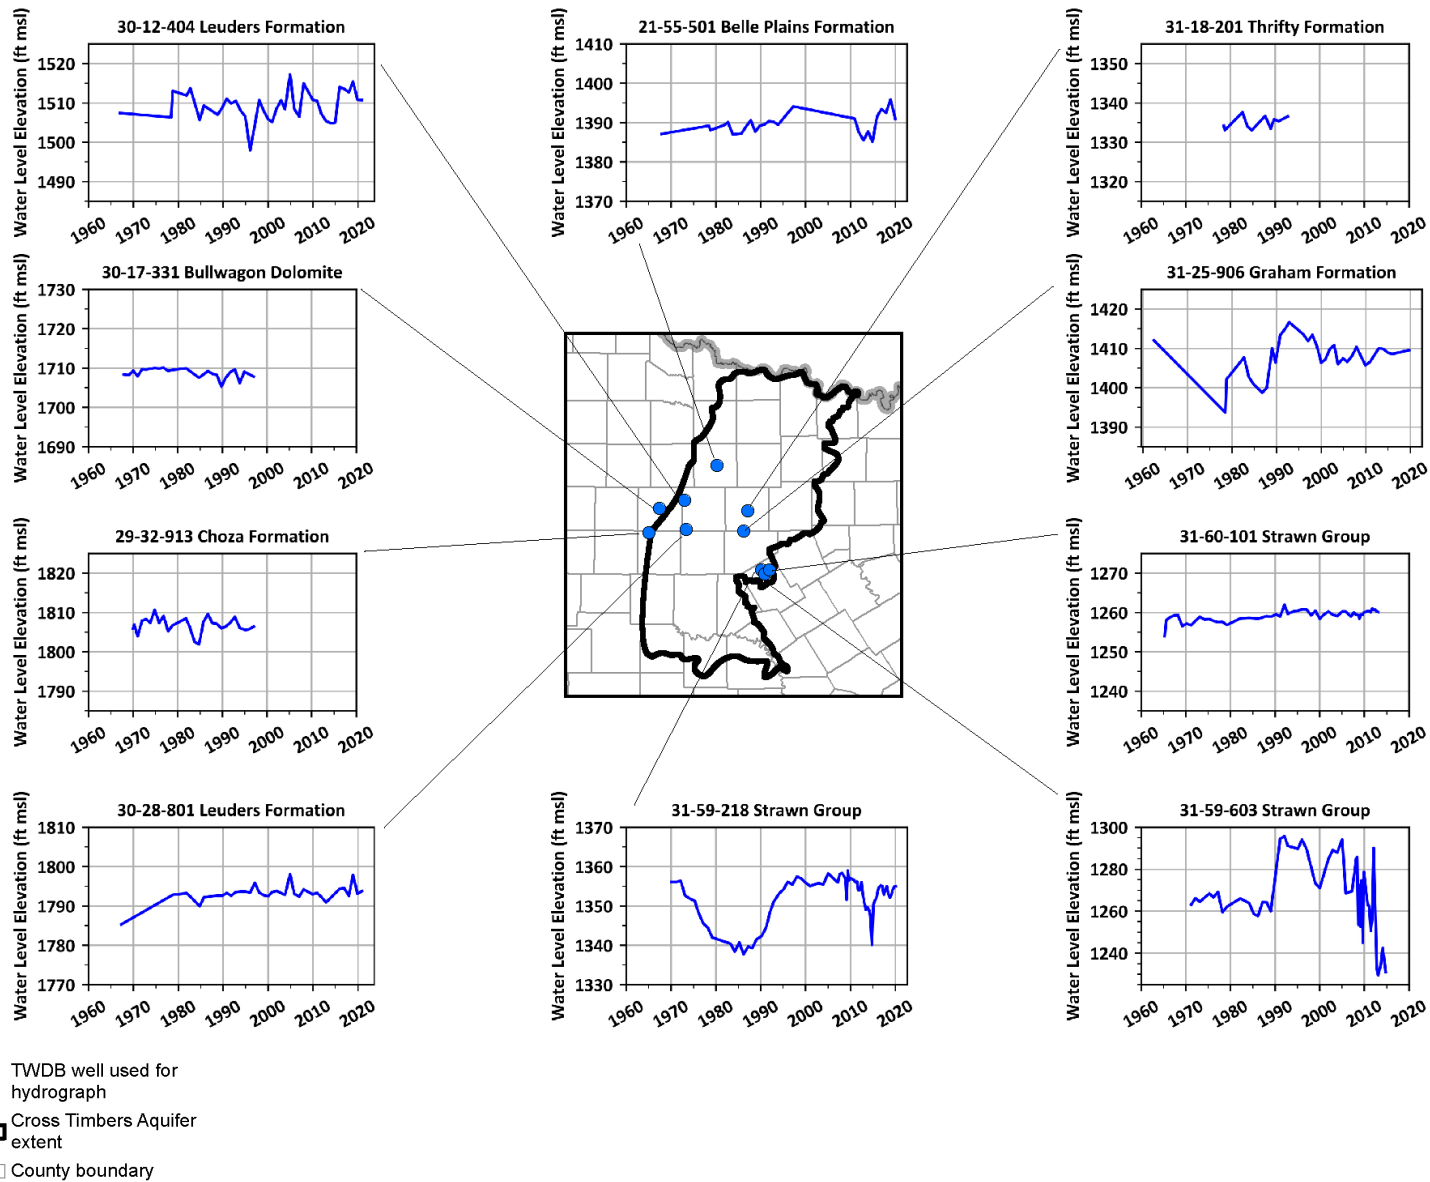 30-12-404 Leuders Formation
Water Level Elevation (ft msl)
1520
1510
1500
1490
1960 1970 1980 1990 2000 2010 2020
21-55-501 Belle Plains Formation
Water Level Elevation (ft msl)
1410
1400
1390
1380
1370
1960 1970 1980 1990 2000 2010 2020
31-18-201 Thrifty Formation
Water Level Elevation (ft msl)
1350
1340
1330
1320
1960 1970 1980 1990 2000 2010 2020
30-17-331 Bullwagon Dolomite
Water Level Elevation (ft msl)
1730
1720
1710
1700
1690
1960 1970 1980 1990 2000 2010 2020
31-25-906 Graham Formation
Water Level Elevation (ft msl)
1420
1410
1400
1390
1960 1970 1980 1990 2000 2010 2020
29-32-913 Choza Formation
Water Level Elevation (ft msl)
1820
1810
1800
1790
1960 1970 1980 1990 2000 2010 2020
31-60-101 Strawn Group
Water Level Elevation (ft msl)
1270
1260
1250
1240
1960 1970 1980 1990 2000 2010 2020
30-28-801 Leuders Formation
Water Level Elevation (ft msl)
1810
1800
1790
1780
1770
1960 1970 1980 1990 2000 2010 2020
31-59-218 Strawn Group
Water Level Elevation (ft msl)
1370
1360
1350
1340
1330
1960 1970 1980 1990 2000 2010 2020
31-59-603 Strawn Group
Water Level Elevation (ft msl)
1300
1280
1260
1240
1960 1970 1980 1990 2000 2010 2020
TWDB well used for
hydrograph
Cross Timbers Aquifer
extent
County boundary